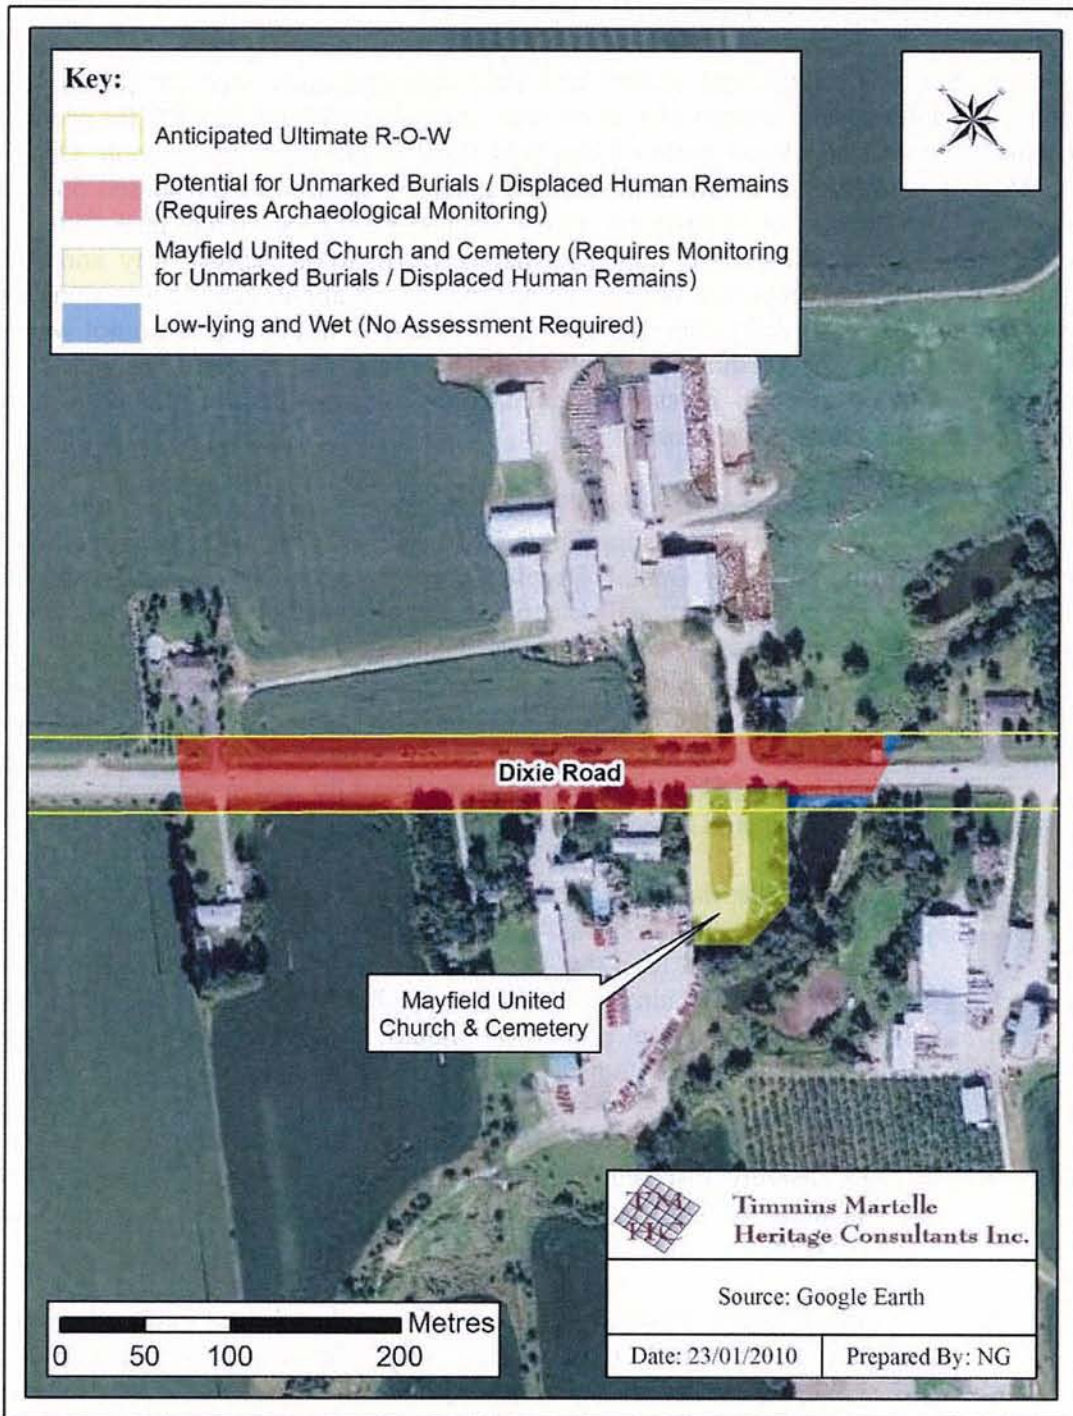 Key:
Anticipated Ultimate R-O-W
Potential for Unmarked Burials / Displaced Human Remains
(Requires Archaeological Monitoring)
Mayfield United Church and Cemetery (Requires Monitoring
for Unmarked Burials / Displaced Human Remains)
Low-lying and Wet (No Assessment Required)
Dixie Road
Mayfield United
Church & Cemetery
TM
HC
Timmins Martelle
Heritage Consultants Inc.
Source: Google Earth
Date: 23/01/2010
Prepared By: NG
Metres
0 50 100 200